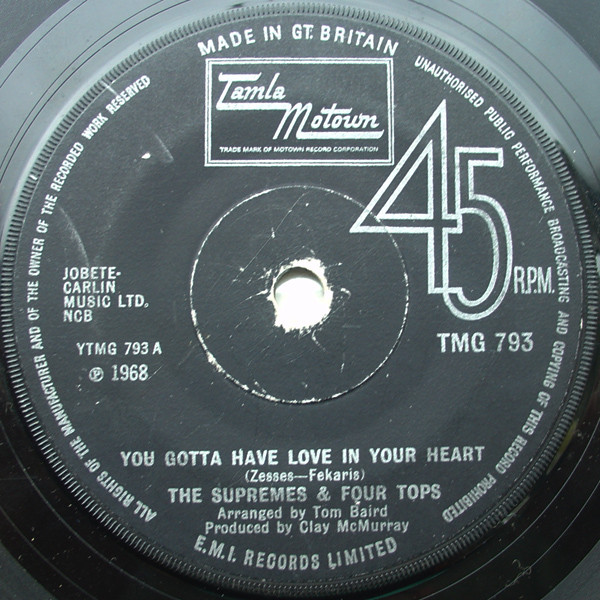 MADE IN GT. BRITAIN
UNAUTHORISED PUBLIC PERFORMANCE BROADCASTING AND COPYING OF THIS RECORD PROHIBITED
ALL RIGHTS OF THE MANUFACTURER AND OF THE OWNER OF THE RECORDED WORK RESERVED
Tamla
Motown
TRADE MARK OF MOTOWN RECORD CORPORATION
45 R.P.M.
JOBETE-
CARLIN
MUSIC LTD.
NCB
YTMG 793 A
℗ 1968
TMG 793
YOU GOTTA HAVE LOVE IN YOUR HEART
(Zesses—Fekaris)
THE SUPREMES & FOUR TOPS
Arranged by Tom Baird
Produced by Clay McMurray
E.M.I. RECORDS LIMITED